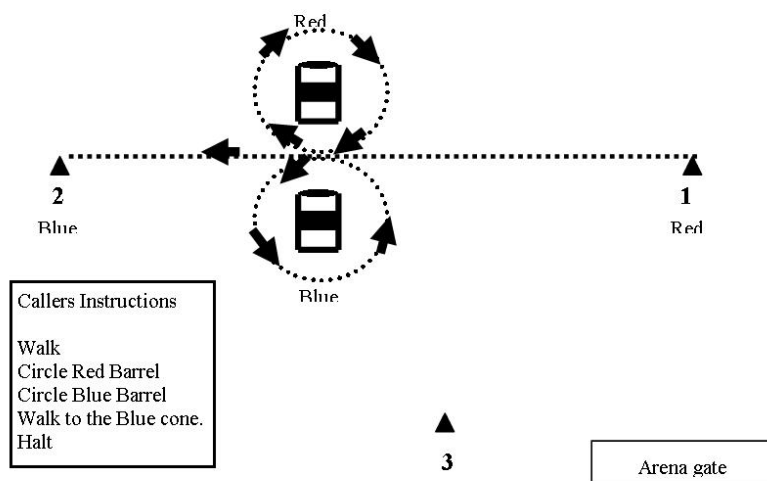 Red
2
Blue
1
Red
Blue
Callers Instructions
Walk
Circle Red Barrel
Circle Blue Barrel
Walk to the Blue cone.
Halt
3
Arena gate